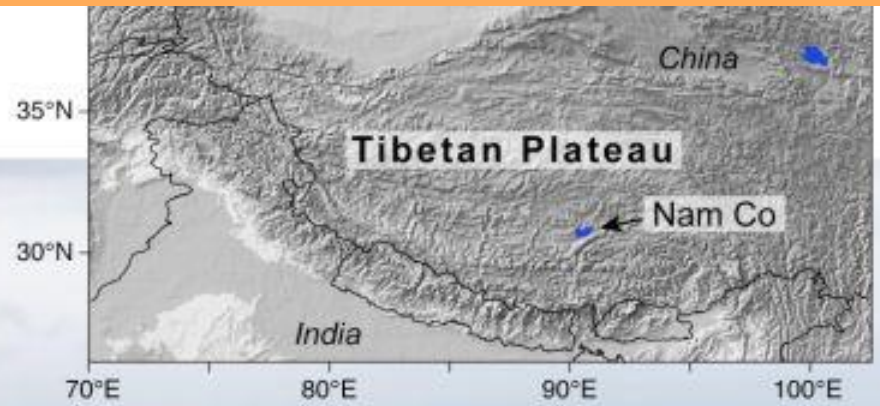 China
35°N
Tibetan Plateau
Nam Co
30°N
India
70°E 80°E 90°E 100°E